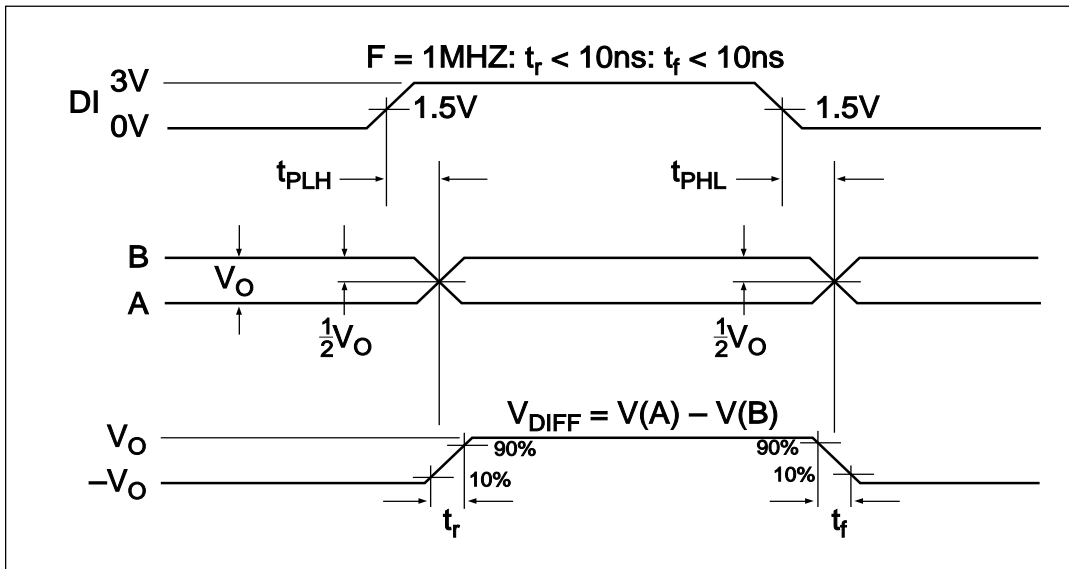 F = 1MHZ: tr < 10ns: tf < 10ns
3V
DI
1.5V
1.5V
0V
tPLH
tPHL
B
VO
A
½VO
½VO
VDIFF = V(A) – V(B)
VO
90%
90%
10%
10%
–VO
tr
tf